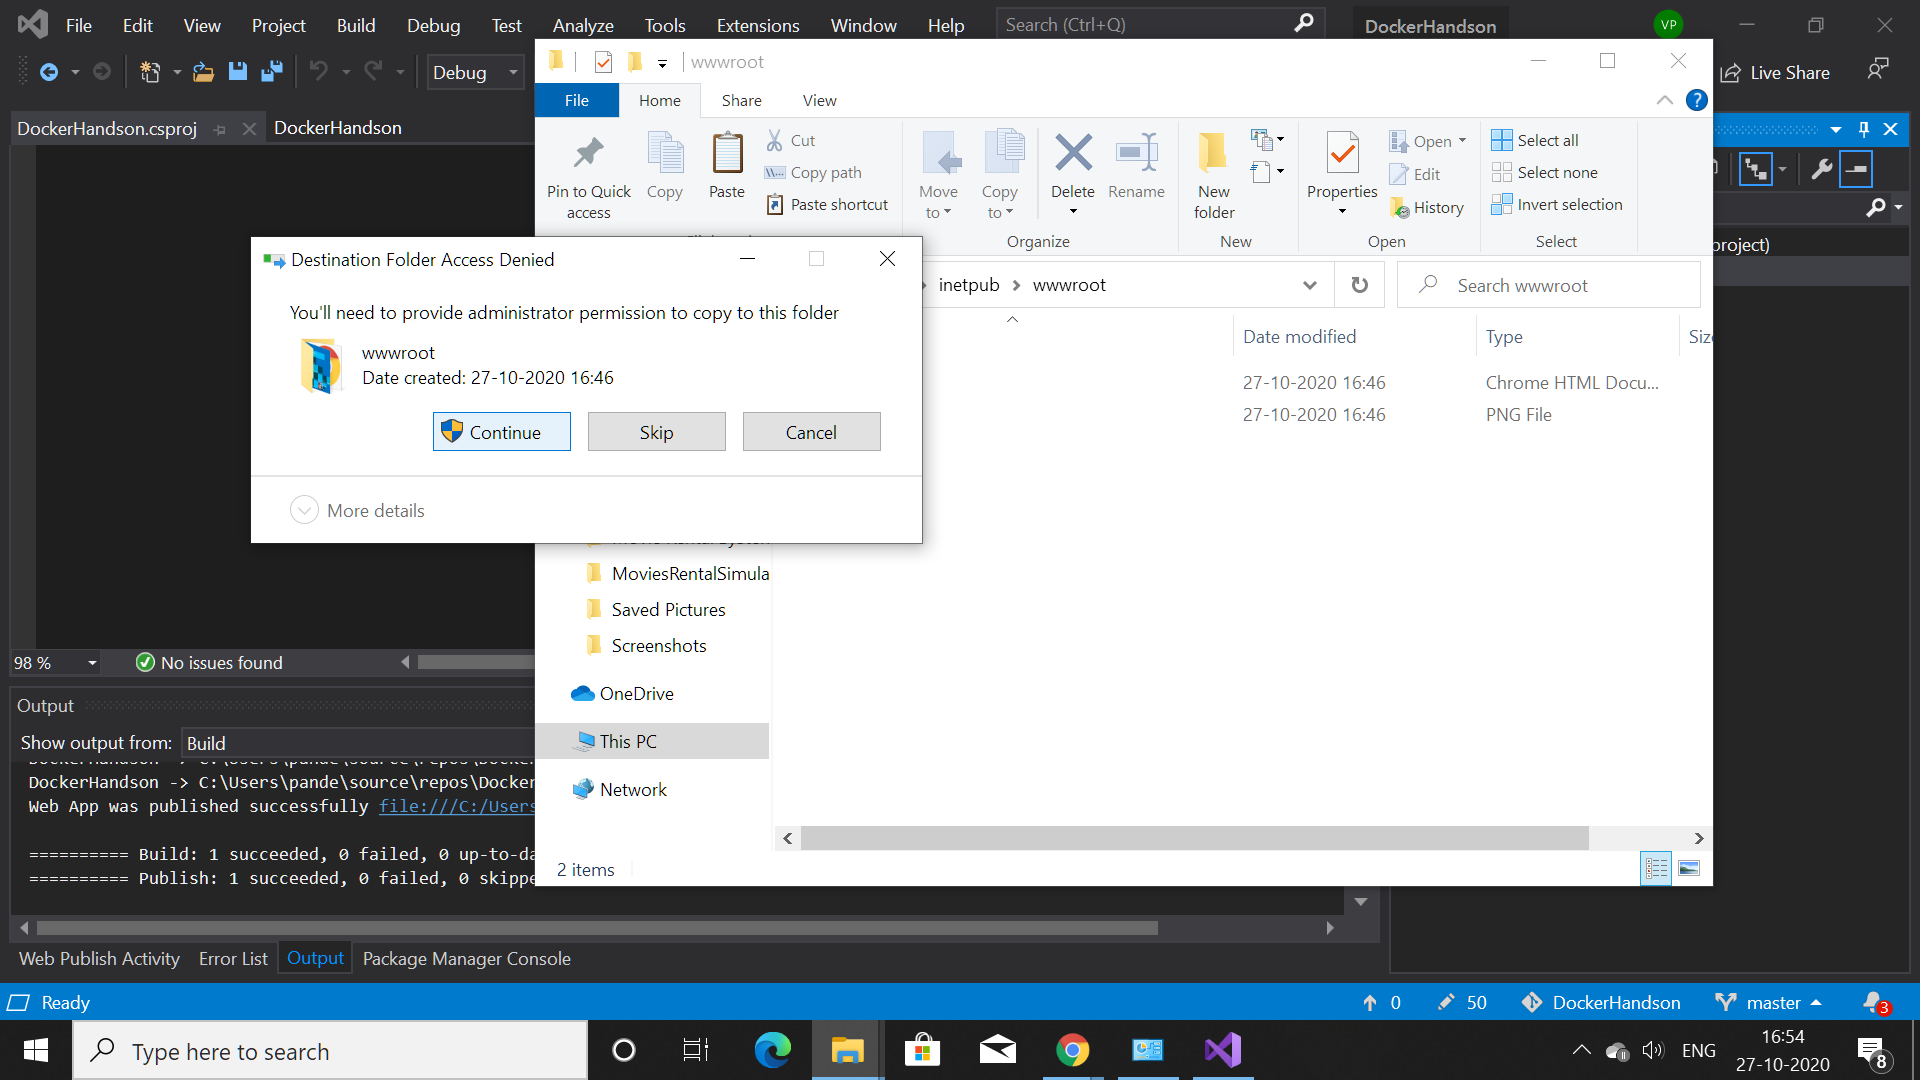 File Edit View Project Build Debug Test Analyze Tools Extensions Window Help Search (Ctrl+Q) DockerHandson VP
Debug
Live Share
wwwroot
File Home Share View
DockerHandson.csproj DockerHandson
Pin to Quick access
Copy
Paste
Cut
Copy path
Paste shortcut
Move to
Copy to
Delete
Rename
Organize
New folder
New
Properties
Open
Edit
History
Open
Select all
Select none
Invert selection
Select
project)
inetpub wwwroot
Search wwwroot
Date modified Type
27-10-2020 16:46 Chrome HTML Docu...
27-10-2020 16:46 PNG File
Destination Folder Access Denied
You'll need to provide administrator permission to copy to this folder
wwwroot
Date created: 27-10-2020 16:46
Continue Skip Cancel
More details
MoviesRentalSimula
Saved Pictures
Screenshots
OneDrive
This PC
Network
2 items
98 % No issues found
Output
Show output from: Build
DockerHandson -> C:\Users\pande\source\repos\Docker
Web App was published successfully file:///C:/Users
========== Build: 1 succeeded, 0 failed, 0 up-to-da
========== Publish: 1 succeeded, 0 failed, 0 skippe
Web Publish Activity Error List Output Package Manager Console
Ready 0 50 DockerHandson master 3
Type here to search
ENG
16:54
27-10-2020
8